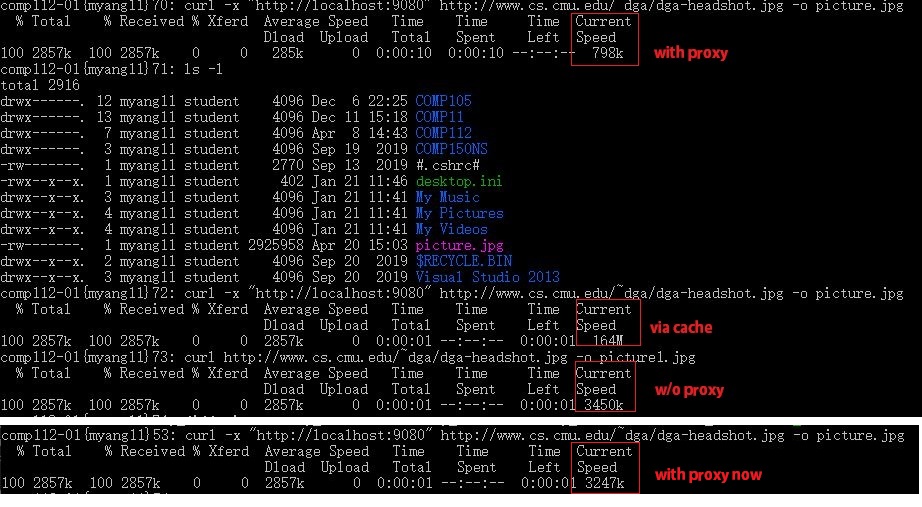 comp112-01{myang11}70: curl -x "http://localhost:9080" http://www.cs.cmu.edu/~dga/dga-headshot.jpg -o picture.jpg
% Total % Received % Xferd Average Speed Time Time Time Current
Dload Upload Total Spent Left Speed
100 2857k 100 2857k 0 0 285k 0 0:00:10 0:00:10 --:--:-- 798k
with proxy
comp112-01{myang11}71: ls -l
total 2916
drwx------. 12 myang11 student 4096 Dec 6 22:25 COMP105
drwx------. 13 myang11 student 4096 Dec 11 15:18 COMP11
drwx------. 7 myang11 student 4096 Apr 8 14:43 COMP112
drwx------. 3 myang11 student 4096 Sep 19 2019 COMP150NS
-rw-------. 1 myang11 student 2770 Sep 13 2019 #.cshrc#
-rwx--x--x. 1 myang11 student 402 Jan 21 11:46 desktop.ini
drwx--x--x. 3 myang11 student 4096 Jan 21 11:41 My Music
drwx--x--x. 4 myang11 student 4096 Jan 21 11:41 My Pictures
drwx--x--x. 4 myang11 student 4096 Jan 21 11:41 My Videos
-rw-------. 1 myang11 student 2925958 Apr 20 15:03 picture.jpg
drwx--x--x. 2 myang11 student 4096 Sep 20 2019 $RECYCLE.BIN
drwx--x--x. 3 myang11 student 4096 Sep 20 2019 Visual Studio 2013
comp112-01{myang11}72: curl -x "http://localhost:9080" http://www.cs.cmu.edu/~dga/dga-headshot.jpg -o picture.jpg
% Total % Received % Xferd Average Speed Time Time Time Current
Dload Upload Total Spent Left Speed
100 2857k 100 2857k 0 0 2857k 0 0:00:01 --:--:-- 0:00:01 164M
via cache
comp112-01{myang11}73: curl http://www.cs.cmu.edu/~dga/dga-headshot.jpg -o picture1.jpg
% Total % Received % Xferd Average Speed Time Time Time Current
Dload Upload Total Spent Left Speed
100 2857k 100 2857k 0 0 2857k 0 0:00:01 --:--:-- 0:00:01 3450k
w/o proxy
comp112-01{myang11}53: curl -x "http://localhost:9080" http://www.cs.cmu.edu/~dga/dga-headshot.jpg -o picture.jpg
% Total % Received % Xferd Average Speed Time Time Time Current
Dload Upload Total Spent Left Speed
100 2857k 100 2857k 0 0 2857k 0 0:00:01 --:--:-- 0:00:01 3247k
with proxy now